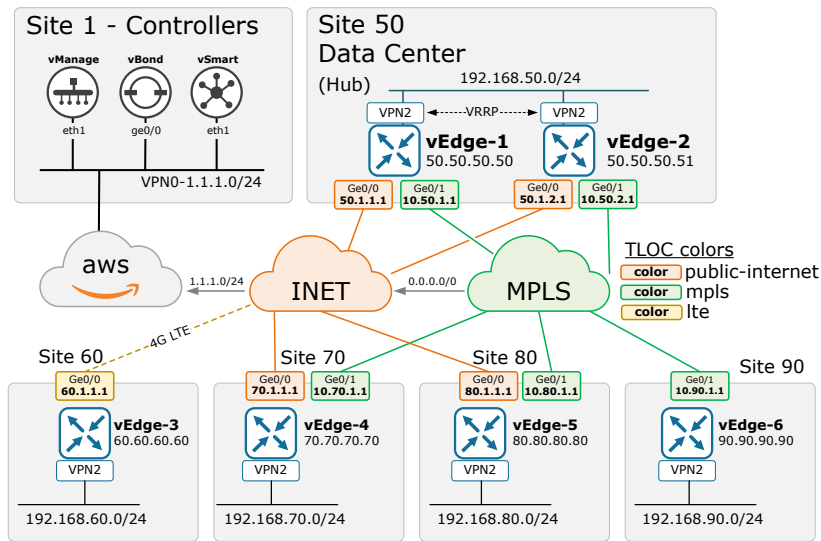 Site 1 - Controllers
vManage
vBond
vSmart
eth1
ge0/0
eth1
VPN0-1.1.1.0/24
Site 50
Data Center
(Hub)
192.168.50.0/24
VPN2
VRRP
VPN2
vEdge-1
50.50.50.50
vEdge-2
50.50.50.51
Ge0/0
50.1.1.1
Ge0/1
10.50.1.1
Ge0/0
50.1.2.1
Ge0/1
10.50.2.1
aws
1.1.1.0/24
INET
0.0.0.0/0
MPLS
TLOC colors
color public-internet
color mpls
color lte
4G LTE
Site 60
Ge0/0
60.1.1.1
vEdge-3
60.60.60.60
VPN2
192.168.60.0/24
Site 70
Ge0/0
70.1.1.1
Ge0/1
10.70.1.1
vEdge-4
70.70.70.70
VPN2
192.168.70.0/24
Site 80
Ge0/0
80.1.1.1
Ge0/1
10.80.1.1
vEdge-5
80.80.80.80
VPN2
192.168.80.0/24
Site 90
Ge0/1
10.90.1.1
vEdge-6
90.90.90.90
VPN2
192.168.90.0/24